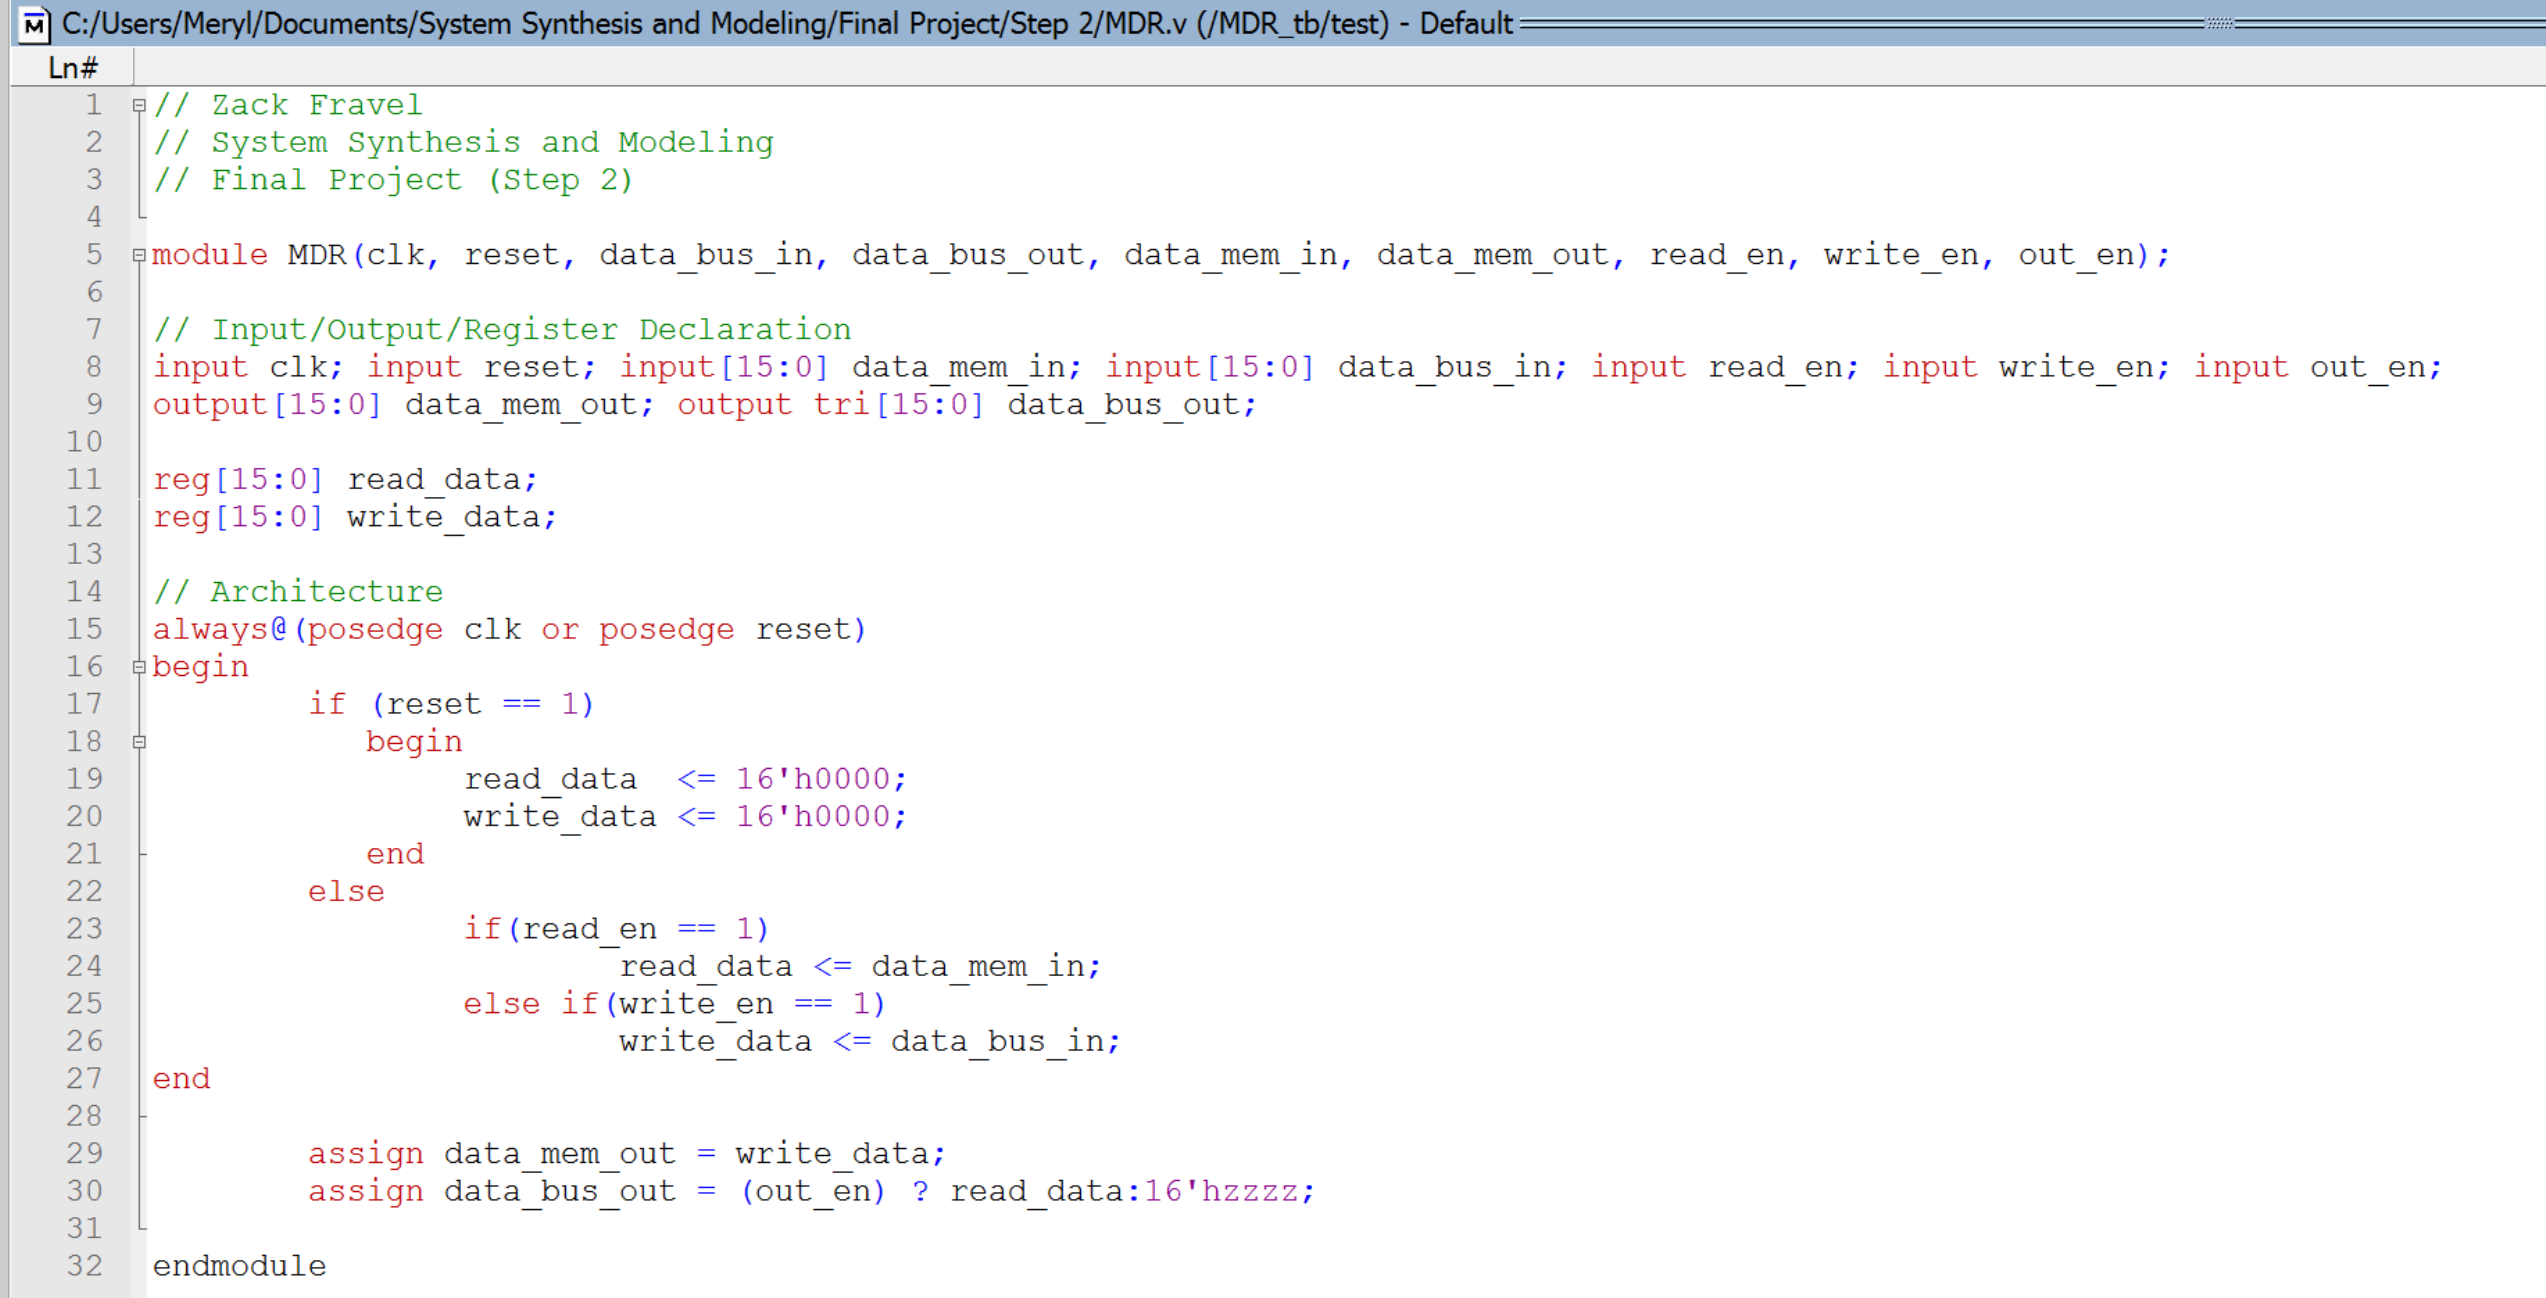 C:/Users/Meryl/Documents/System Synthesis and Modeling/Final Project/Step 2/MDR.v (/MDR_tb/test) - Default
Ln#
1 // Zack Fravel
2 // System Synthesis and Modeling
3 // Final Project (Step 2)
4
5 module MDR(clk, reset, data_bus_in, data_bus_out, data_mem_in, data_mem_out, read_en, write_en, out_en);
6
7 // Input/Output/Register Declaration
8 input clk; input reset; input[15:0] data_mem_in; input[15:0] data_bus_in; input read_en; input write_en; input out_en;
9 output[15:0] data_mem_out; output tri[15:0] data_bus_out;
10
11 reg[15:0] read_data;
12 reg[15:0] write_data;
13
14 // Architecture
15 always@(posedge clk or posedge reset)
16 begin
17         if (reset == 1)
18            begin
19                 read_data  <= 16'h0000;
20                 write_data <= 16'h0000;
21            end
22         else
23                 if(read_en == 1)
24                         read_data <= data_mem_in;
25                 else if(write_en == 1)
26                         write_data <= data_bus_in;
27 end
28
29         assign data_mem_out = write_data;
30         assign data_bus_out = (out_en) ? read_data:16'hzzzz;
31
32 endmodule